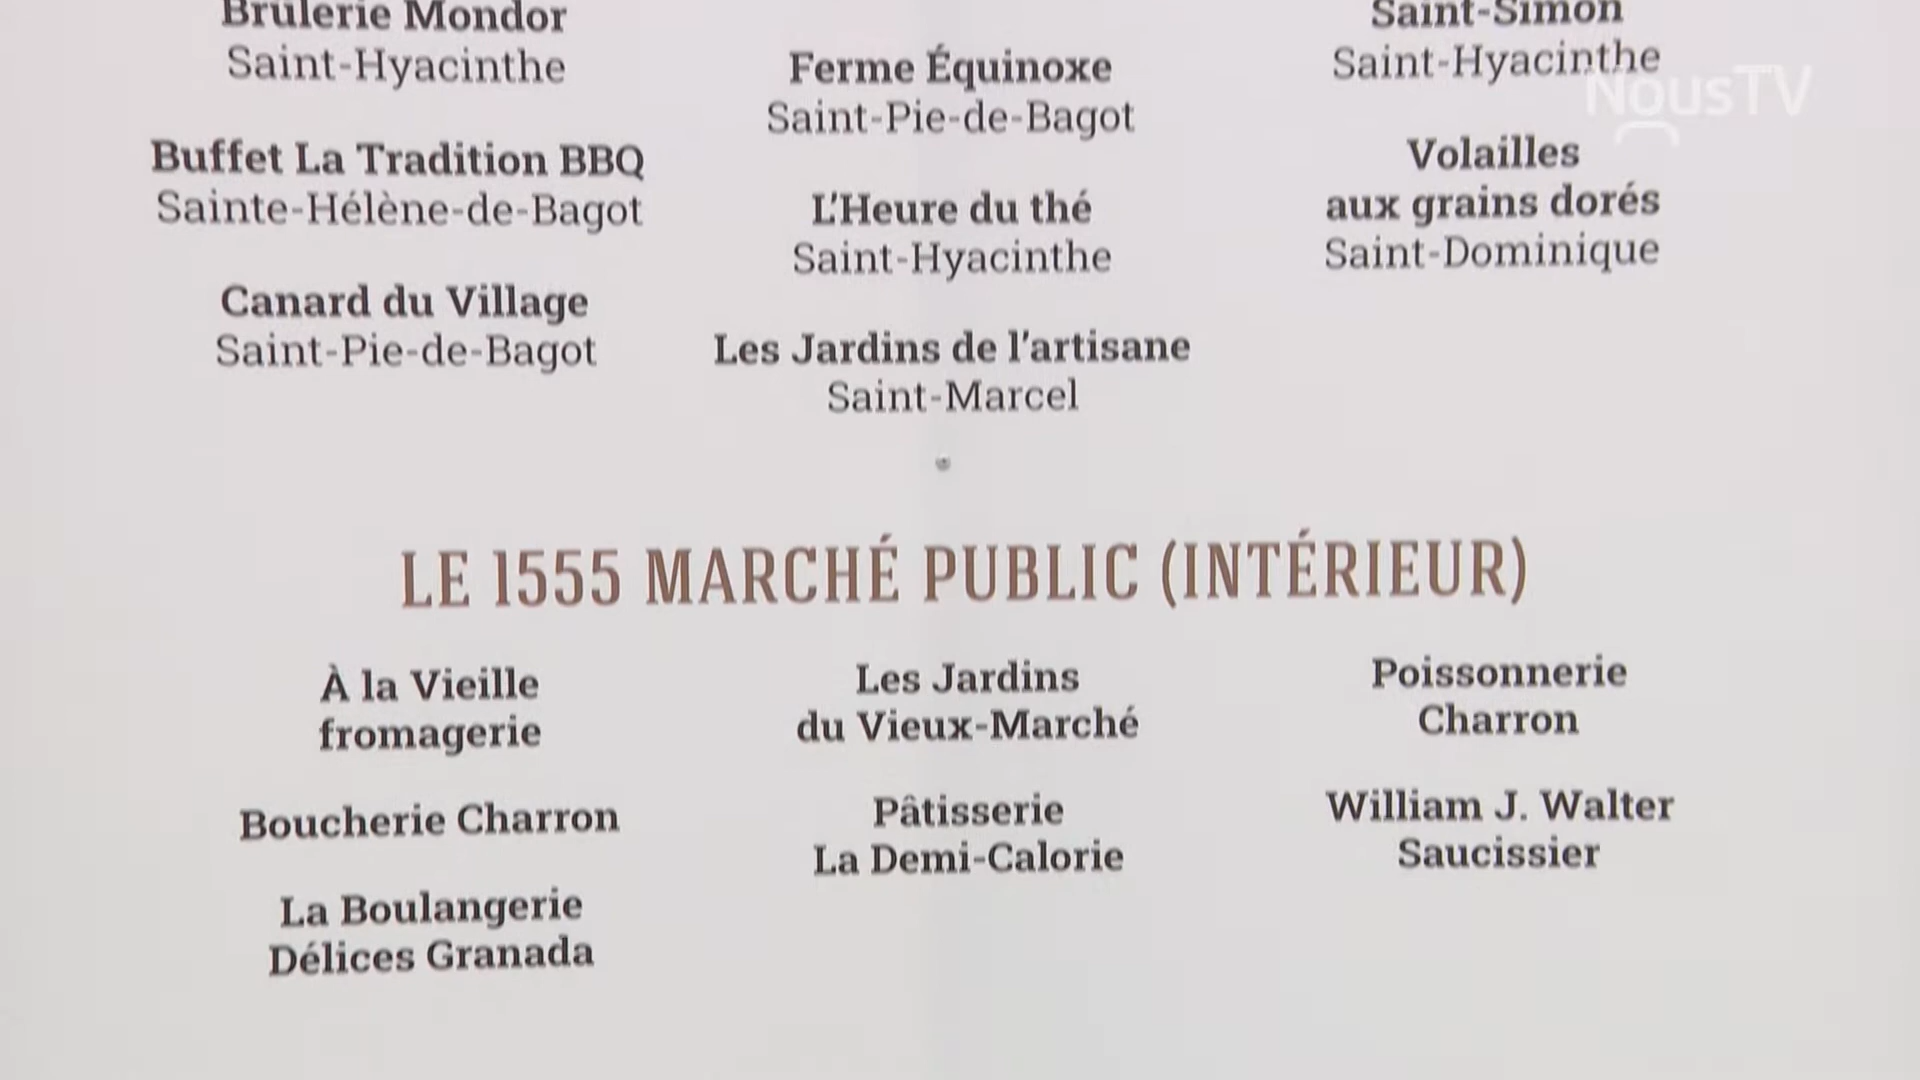 Brûlerie Mondor
Saint-Hyacinthe
Buffet La Tradition BBQ
Sainte-Hélène-de-Bagot
Canard du Village
Saint-Pie-de-Bagot
Ferme Équinoxe
Saint-Pie-de-Bagot
L'Heure du thé
Saint-Hyacinthe
Les Jardins de l'artisane
Saint-Marcel
Saint-Simon
Saint-Hyacinthe
Volailles
aux grains dorés
Saint-Dominique
NousTV
LE 1555 MARCHÉ PUBLIC (INTÉRIEUR)
À la Vieille
fromagerie
Boucherie Charron
La Boulangerie
Délices Granada
Les Jardins
du Vieux-Marché
Pâtisserie
La Demi-Calorie
Poissonnerie
Charron
William J. Walter
Saucissier